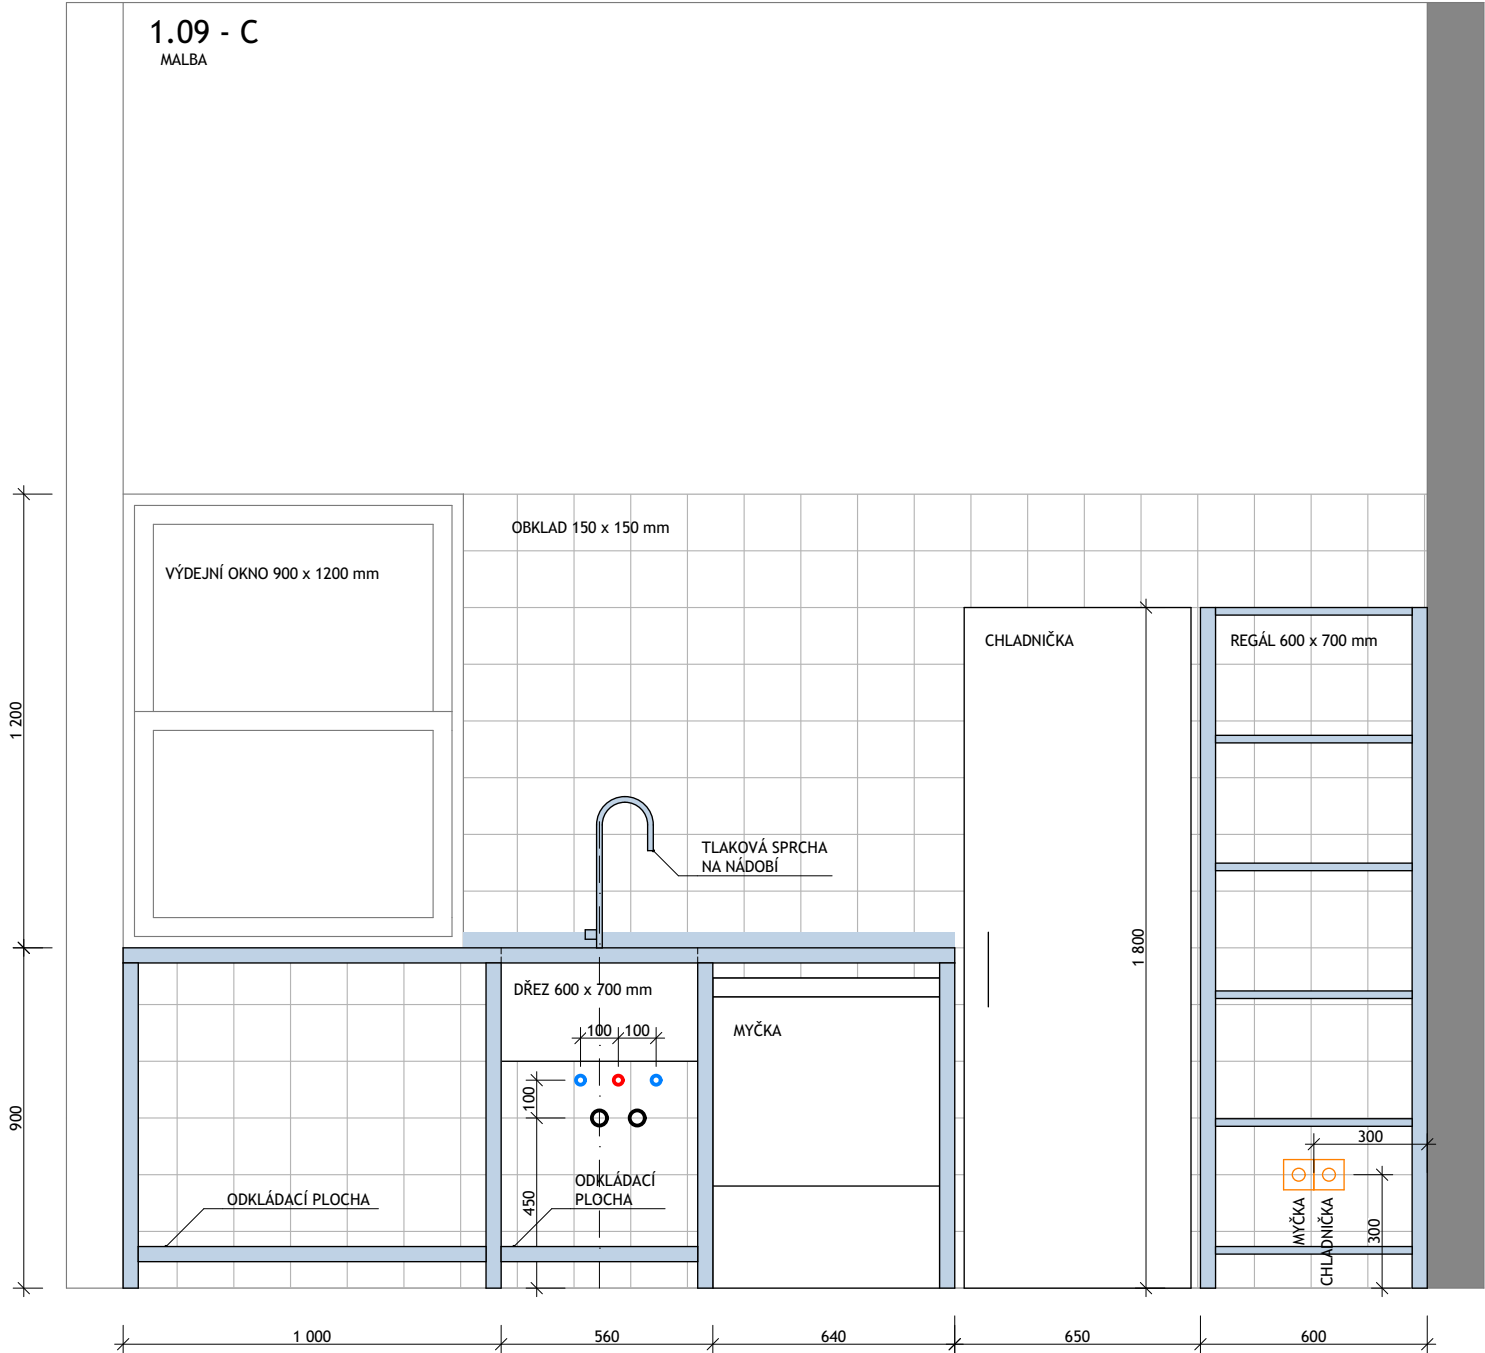 1.09 - C
MALBA
OBKLAD 150 x 150 mm
VÝDEJNÍ OKNO 900 x 1200 mm
CHLADNIČKA
REGÁL 600 x 700 mm
1 200
TLAKOVÁ SPRCHA
NA NÁDOBÍ
1 800
DŘEZ 600 x 700 mm
100
100
MYČKA
100
900
300
ODKLÁDACÍ
PLOCHA
ODKLÁDACÍ PLOCHA
450
MYČKA
CHLADNIČKA
300
1 000
560
640
650
600